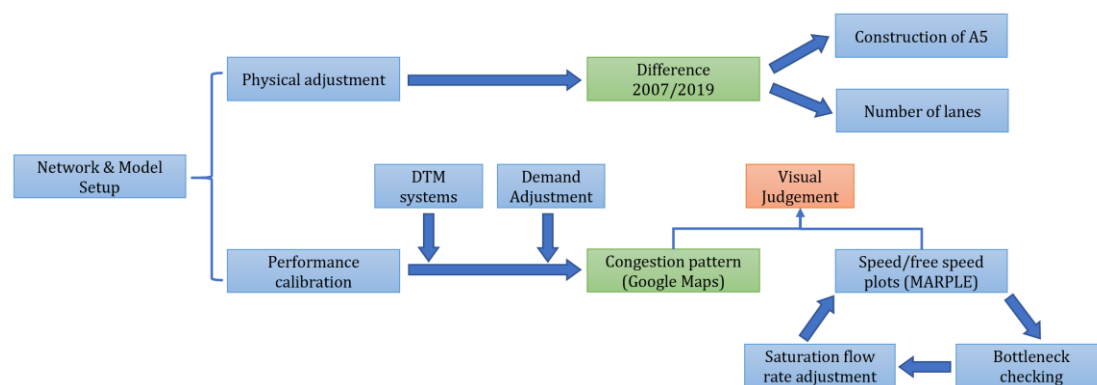 Construction of A5
Physical adjustment
Difference
2007/2019
Number of lanes
Network & Model
Setup
DTM
systems
Demand
Adjustment
Visual
Judgement
Performance
calibration
Congestion pattern
(Google Maps)
Speed/free speed
plots (MARPLE)
Saturation flow
rate adjustment
Bottleneck
checking